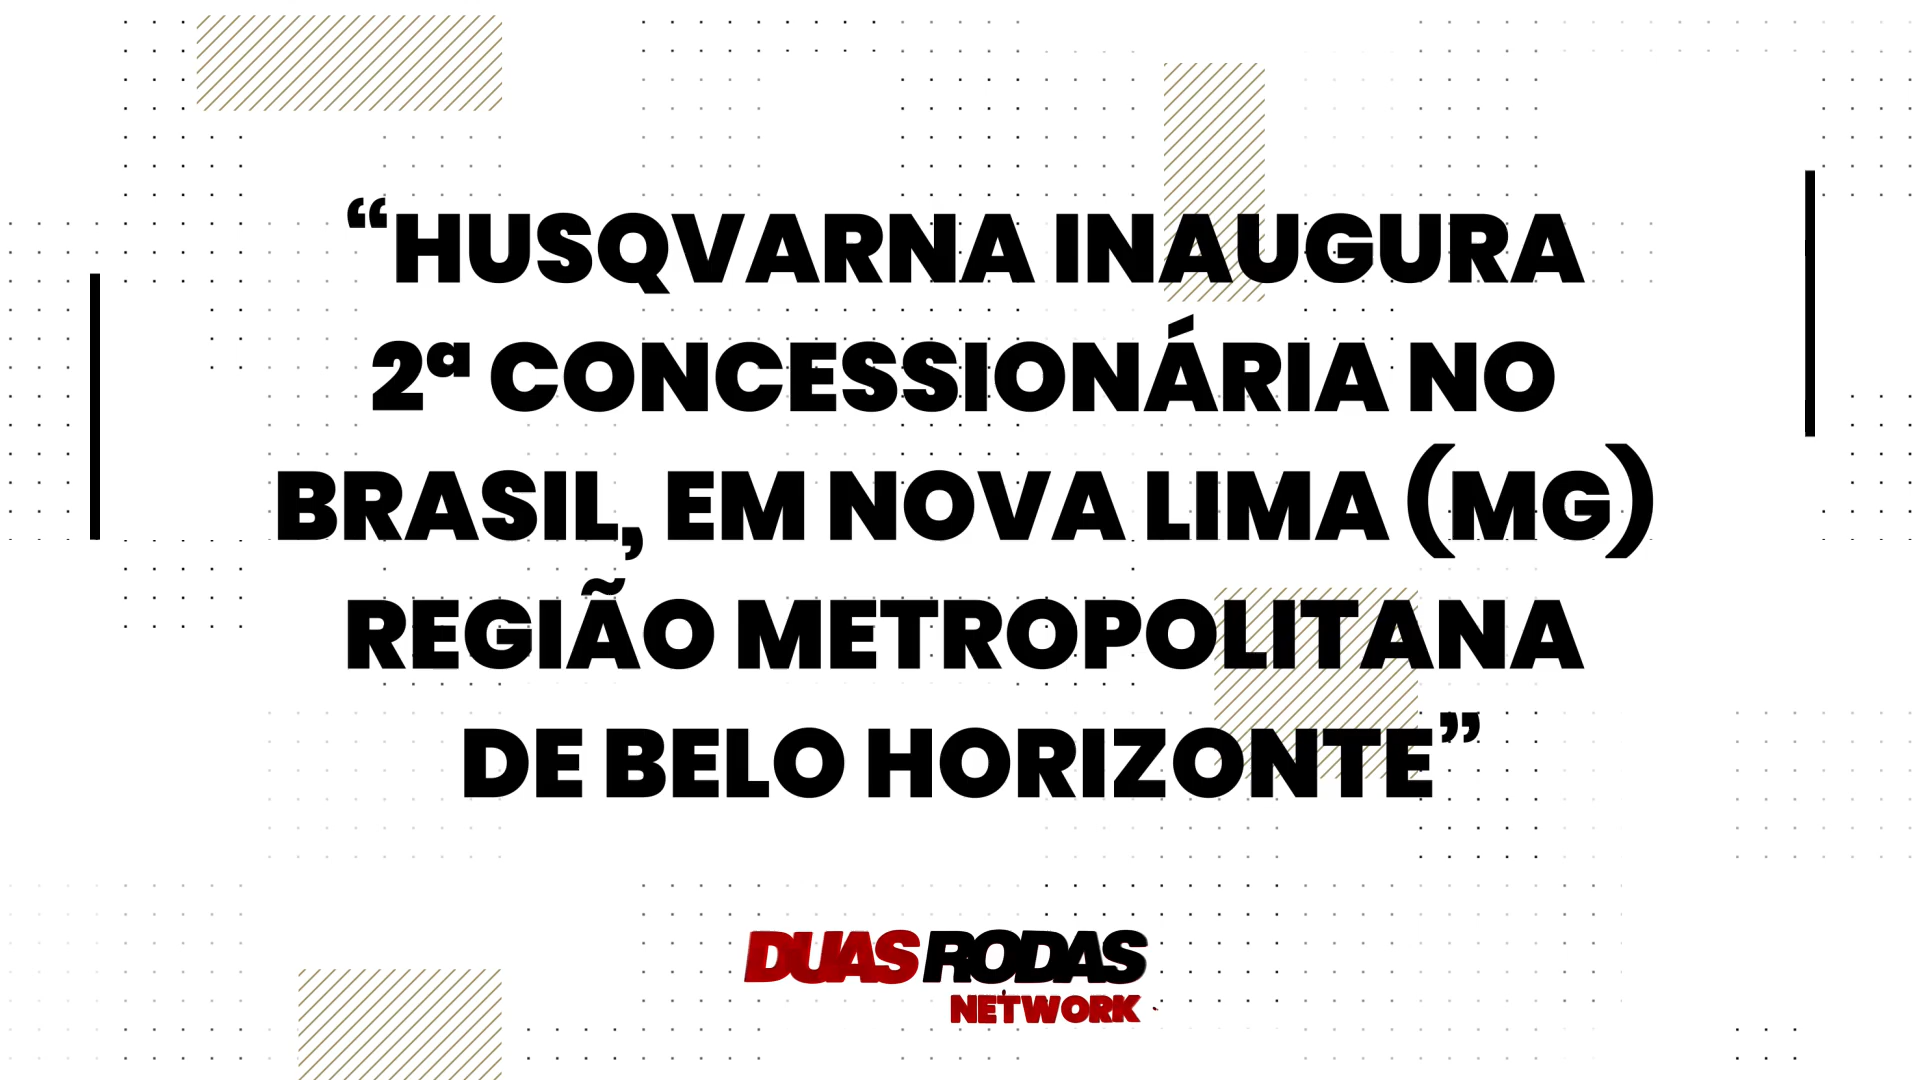 “HUSQVARNA INAUGURA
2ª CONCESSIONÁRIA NO
BRASIL, EM NOVA LIMA (MG)
REGIÃO METROPOLITANA
DE BELO HORIZONTE”
DUAS RODAS
NETWORK